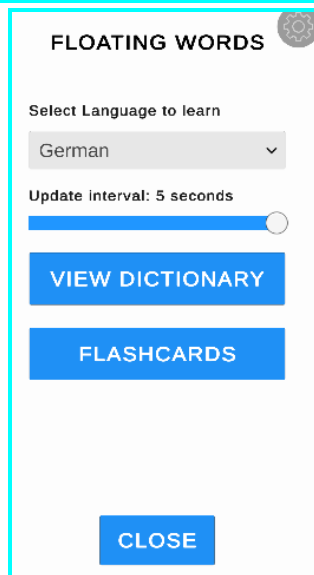 FLOATING WORDS
Select Language to learn
German
Update interval: 5 seconds
VIEW DICTIONARY
FLASHCARDS
CLOSE